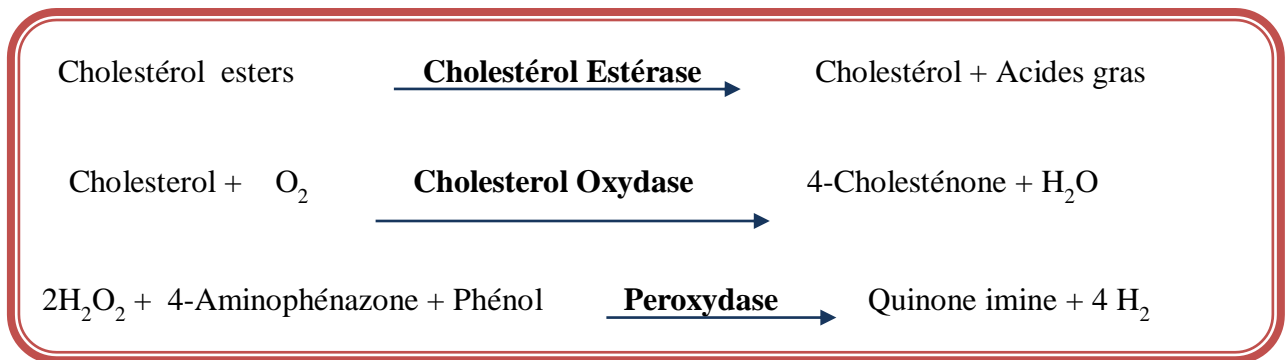 Cholestérol esters Cholestérol Estérase Cholestérol + Acides gras
Cholesterol + O₂ Cholesterol Oxydase 4-Cholesténone + H₂O
2H₂O₂ + 4-Aminophénazone + Phénol Peroxydase Quinone imine + 4 H₂